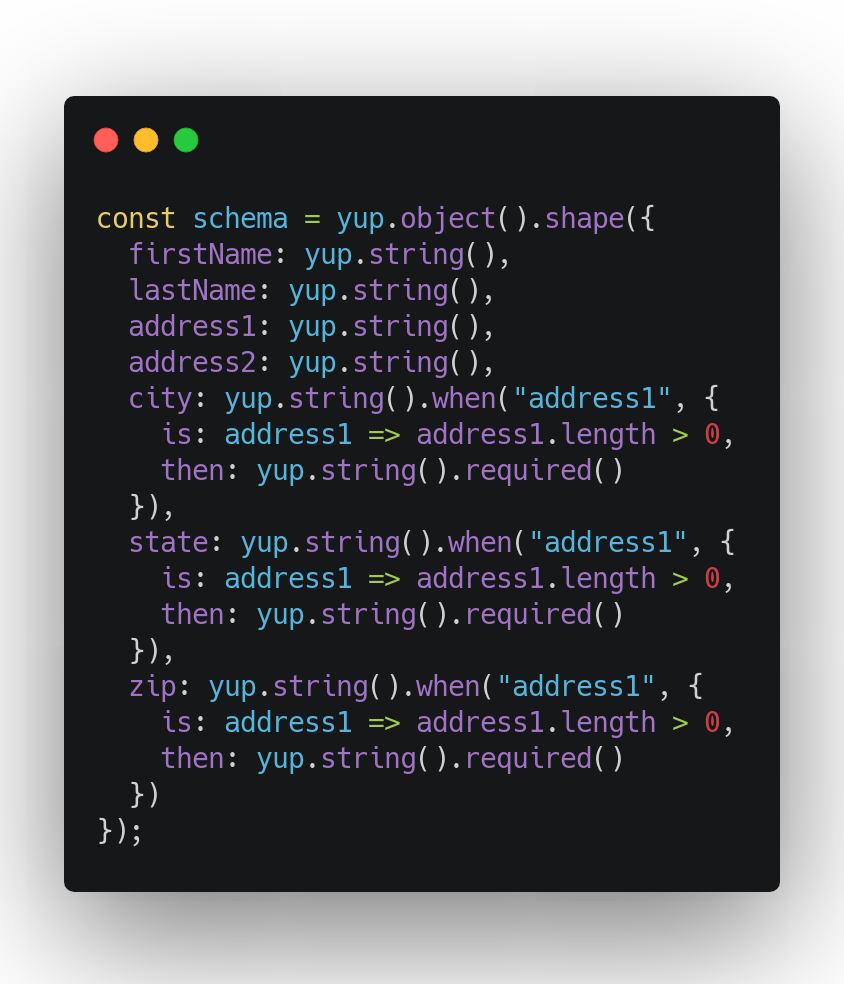 const schema = yup.object().shape({
  firstName: yup.string(),
  lastName: yup.string(),
  address1: yup.string(),
  address2: yup.string(),
  city: yup.string().when("address1", {
    is: address1 => address1.length > 0,
    then: yup.string().required()
  }),
  state: yup.string().when("address1", {
    is: address1 => address1.length > 0,
    then: yup.string().required()
  }),
  zip: yup.string().when("address1", {
    is: address1 => address1.length > 0,
    then: yup.string().required()
  })
});